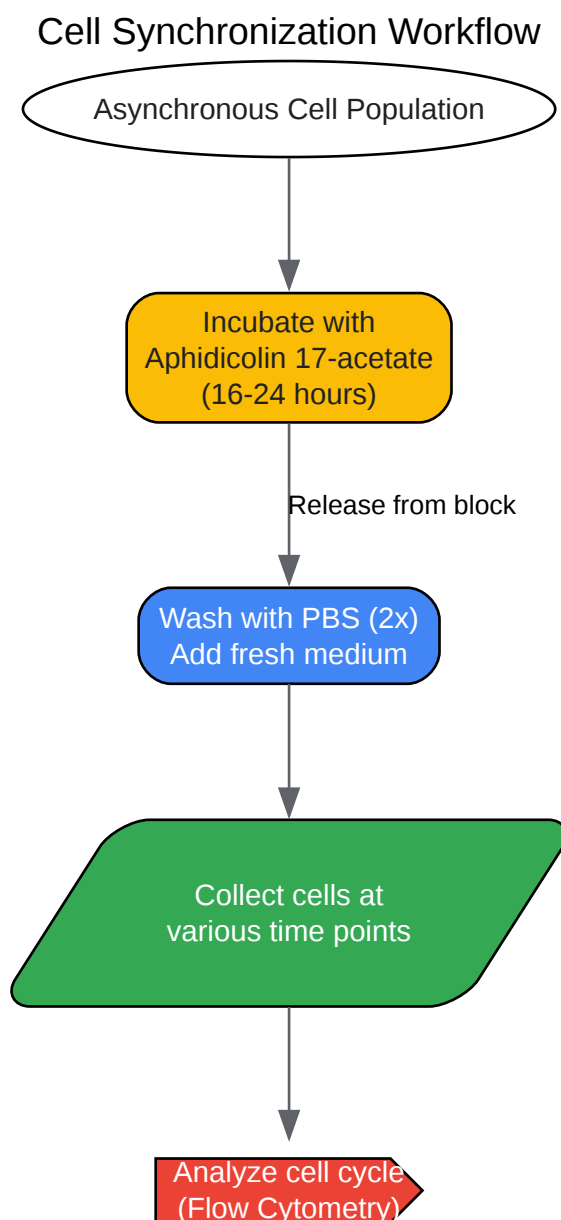 Cell Synchronization Workflow
Asynchronous Cell Population
Incubate with
Aphidicolin 17-acetate
(16-24 hours)
Release from block
Wash with PBS (2x)
Add fresh medium
Collect cells at
various time points
Analyze cell cycle
(Flow Cytometry)